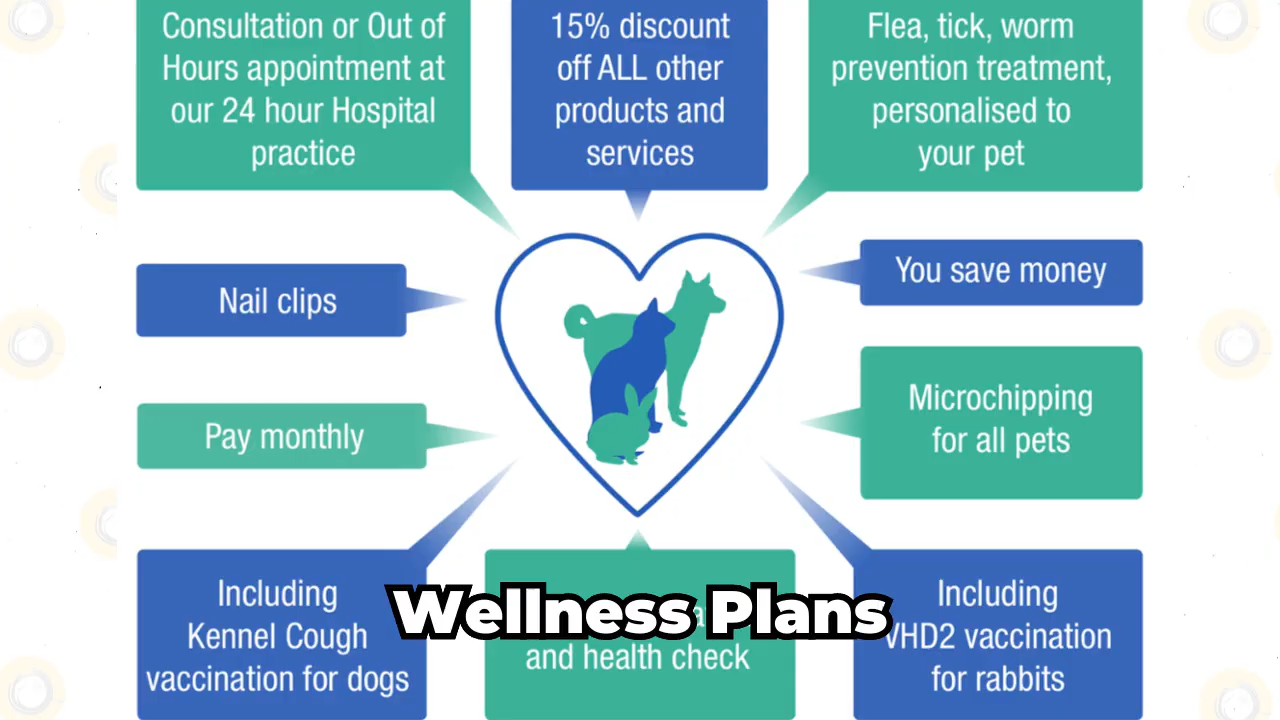 Consultation or Out of
Hours appointment at
our 24 hour Hospital
practice
15% discount
off ALL other
products and
services
Flea, tick, worm
prevention treatment,
personalised to
your pet
Nail clips
You save money
Pay monthly
Microchipping
for all pets
Including
Kennel Cough
vaccination for dogs
and health check
Including
VHD2 vaccination
for rabbits
Wellness Plans